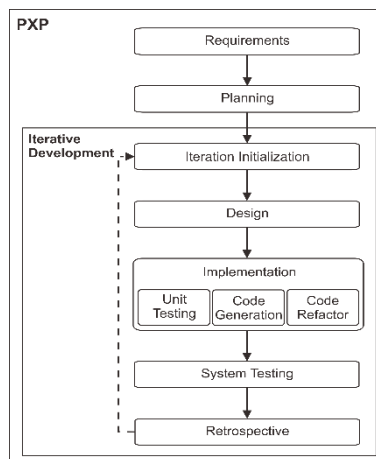 PXP
Requirements
Planning
Iterative
Development
Iteration Initialization
Design
Implementation
Unit
Testing
Code
Generation
Code
Refactor
System Testing
Retrospective